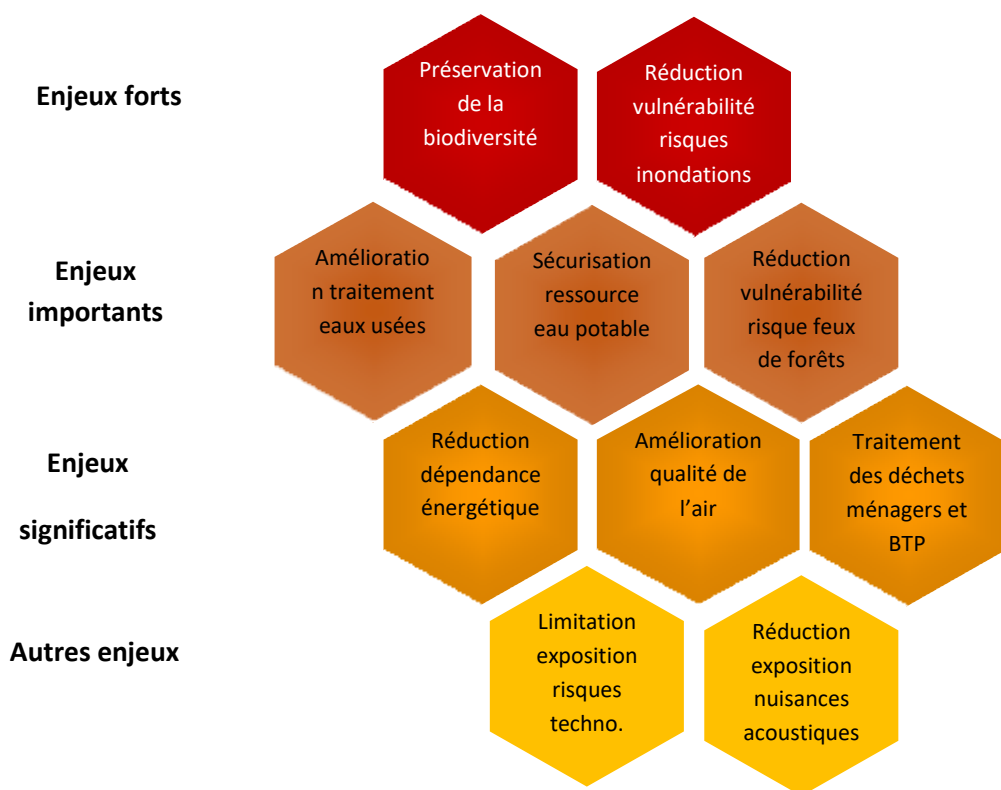 Enjeux forts
Préservation
de la
biodiversité
Réduction
vulnérabilité
risques
inondations
Enjeux
importants
Amélioratio
n traitement
eaux usées
Sécurisation
ressource
eau potable
Réduction
vulnérabilité
risque feux
de forêts
Enjeux
significatifs
Réduction
dépendance
énergétique
Amélioration
qualité de
l’air
Traitement
des déchets
ménagers et
BTP
Autres enjeux
Limitation
exposition
risques
techno.
Réduction
exposition
nuisances
acoustiques